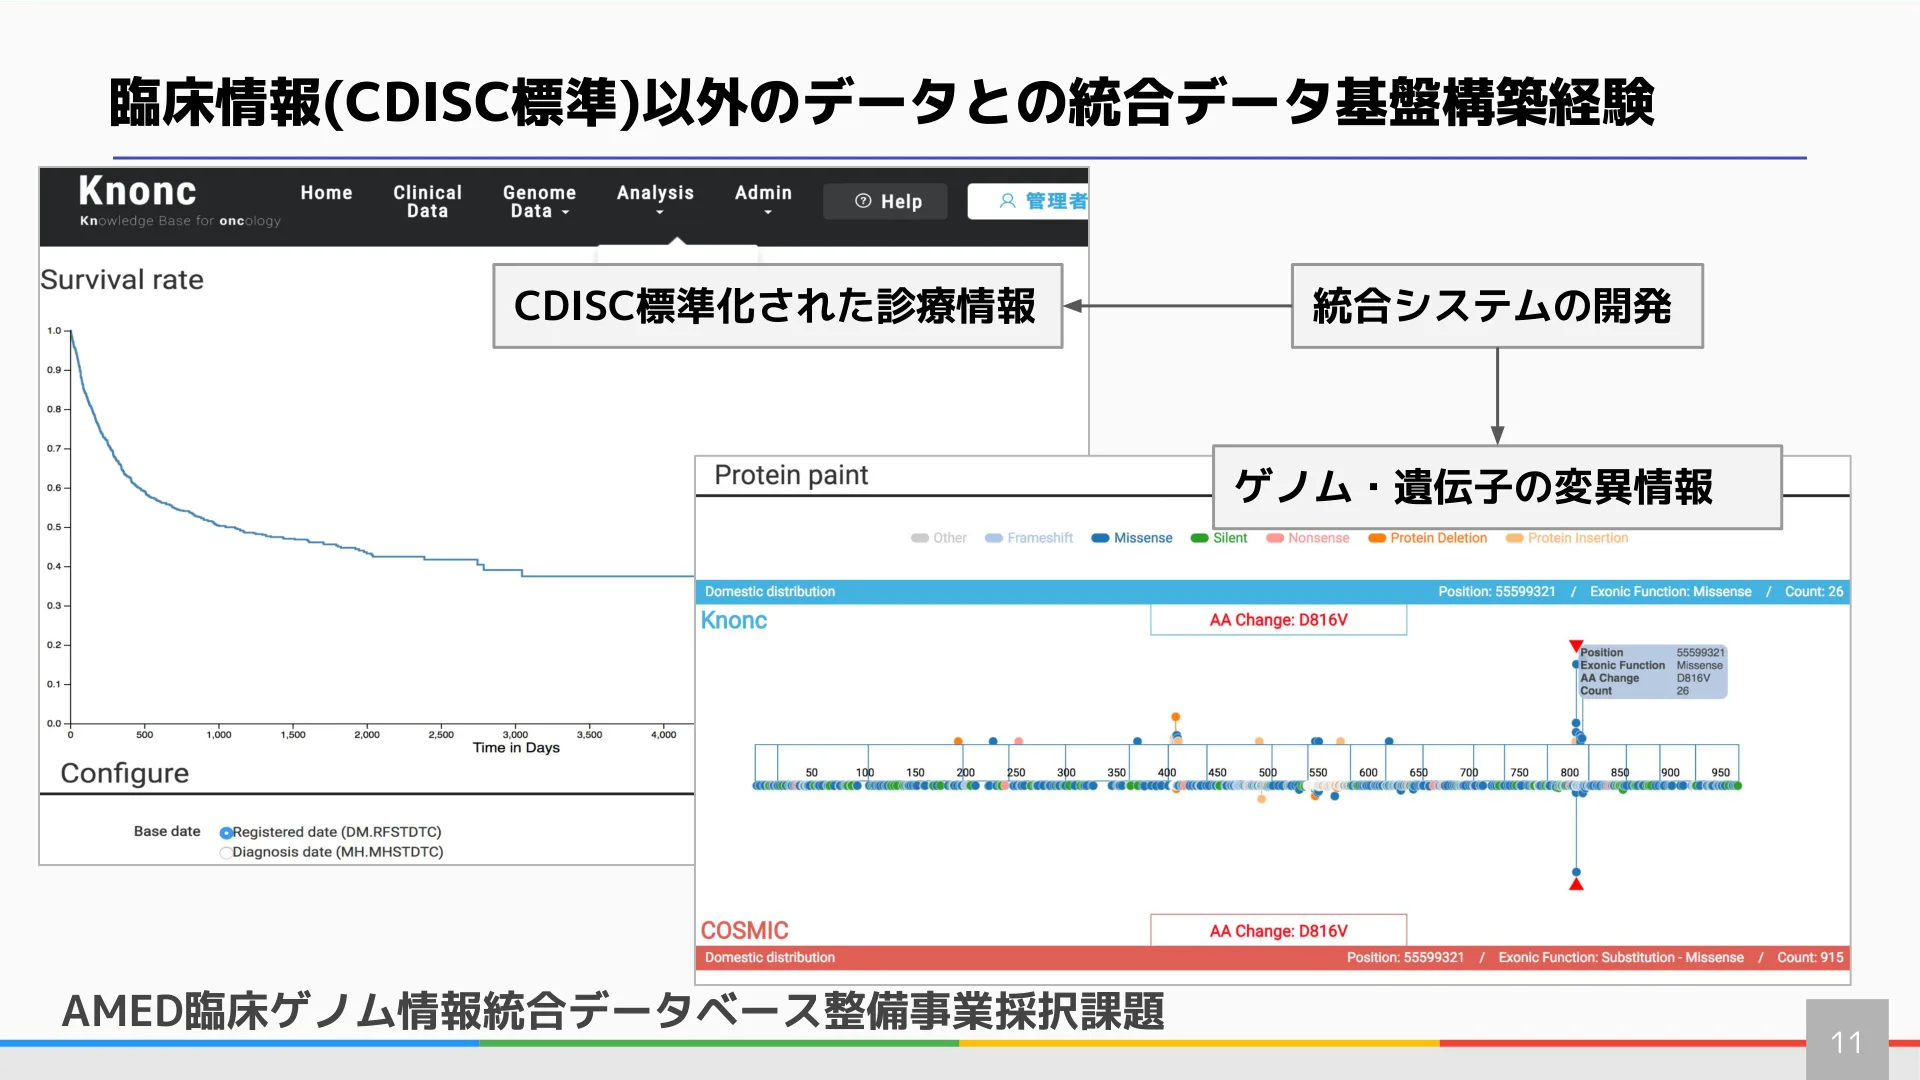 臨床情報(CDISC標準)以外のデータとの統合データ基盤構築経験
Knonc
Knowledge Base for oncology
Home
Clinical Data
Genome Data
Analysis
Admin
Help
管理者
Survival rate
CDISC標準化された診療情報
統合システムの開発
1.0
0.9
0.8
0.7
0.6
0.5
0.4
0.3
0.2
0.1
0.0
0 500 1,000 1,500 2,000 2,500 3,000 3,500 4,000
Time in Days
Configure
Base date
Registered date (DM.RFSTDTC)
Diagnosis date (MH.MHSTDTC)
Protein paint
ゲノム・遺伝子の変異情報
Other Frameshift Missense Silent Nonsense Protein Deletion Protein Insertion
Domestic distribution
Position: 55599321 / Exonic Function: Missense / Count: 26
Knonc
AA Change: D816V
Position 55599321
Exonic Function Missense
AA Change D816V
Count 26
50 100 150 200 250 300 350 400 450 500 550 600 650 700 750 800 850 900 950
COSMIC
AA Change: D816V
Domestic distribution
Position: 55599321 / Exonic Function: Substitution - Missense / Count: 915
AMED臨床ゲノム情報統合データベース整備事業採択課題
11